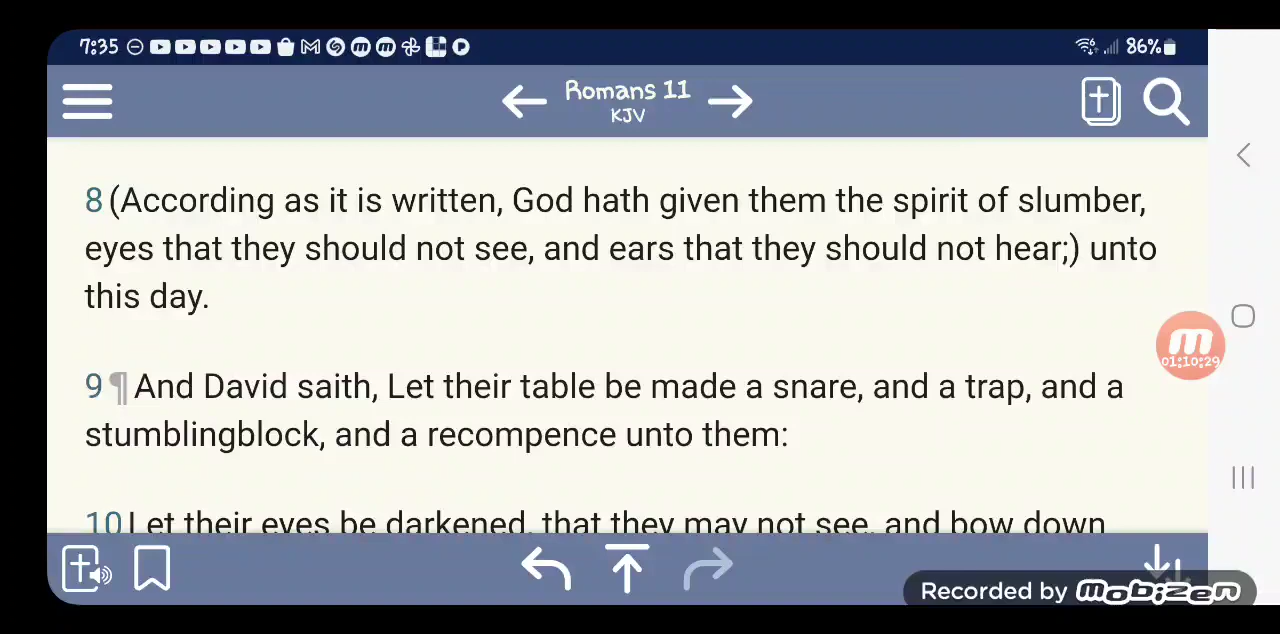 7:35 86%
Romans 11
KJV
8 (According as it is written, God hath given them the spirit of slumber,
eyes that they should not see, and ears that they should not hear;) unto
this day.
01:10:29
9 ¶ And David saith, Let their table be made a snare, and a trap, and a
stumblingblock, and a recompence unto them:
10 Let their eyes be darkened, that they may not see, and bow down
Recorded by mobizen